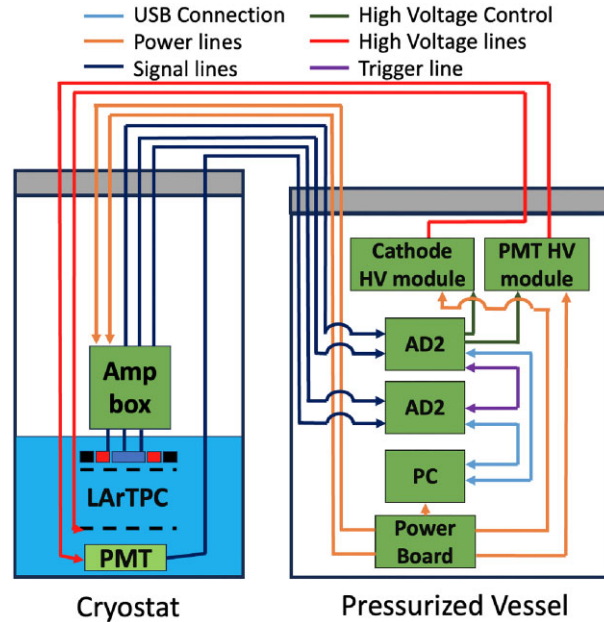 USB Connection
High Voltage Control
Power lines
High Voltage lines
Signal lines
Trigger line
Cathode
HV module
PMT HV
module
AD2
Amp
box
AD2
LArTPC
PC
Power
Board
PMT
Cryostat
Pressurized Vessel